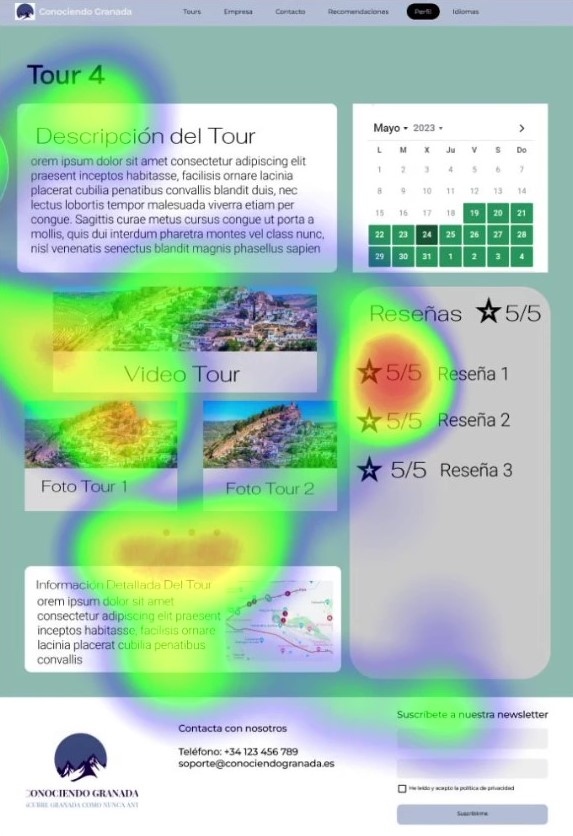 Conociendo Granada
Tours Empresa Contacto Recomendaciones Perfil Idiomas
Tour 4
Descripción del Tour
orem ipsum dolor sit amet consectetur adipiscing elit
praesent inceptos habitasse, facilisis ornare lacinia
placerat cubilia penatibus convallis blandit duis, nec
lectus lobortis tempor malesuada viverra etiam per
congue. Sagittis curae metus cursus congue ut porta a
mollis, quis dui interdum pharetra montes vel class nunc,
nisl venenatis senectus blandit magnis phasellus sapien
Mayo 2023
L M X Ju V S Do
1 2 3 4 5 6 7
8 9 10 11 12 13 14
15 16 17 18 19 20 21
22 23 24 25 26 27 28
29 30 31 1 2 3 4
Video Tour
Foto Tour 1
Foto Tour 2
Reseñas 5/5
5/5 Reseña 1
5/5 Reseña 2
5/5 Reseña 3
Información Detallada Del Tour
orem ipsum dolor sit amet
consectetur adipiscing elit praesent
inceptos habitasse, facilisis ornare
lacinia placerat cubilia penatibus
convallis
CONOCIENDO GRANADA
CUBRE GRANADA COMO NUNCA ANT
Contacta con nosotros
Teléfono: +34 123 456 789
soporte@conociendogranada.es
Suscríbete a nuestra newsletter
He leído y acepto la política de privacidad
Suscribirme